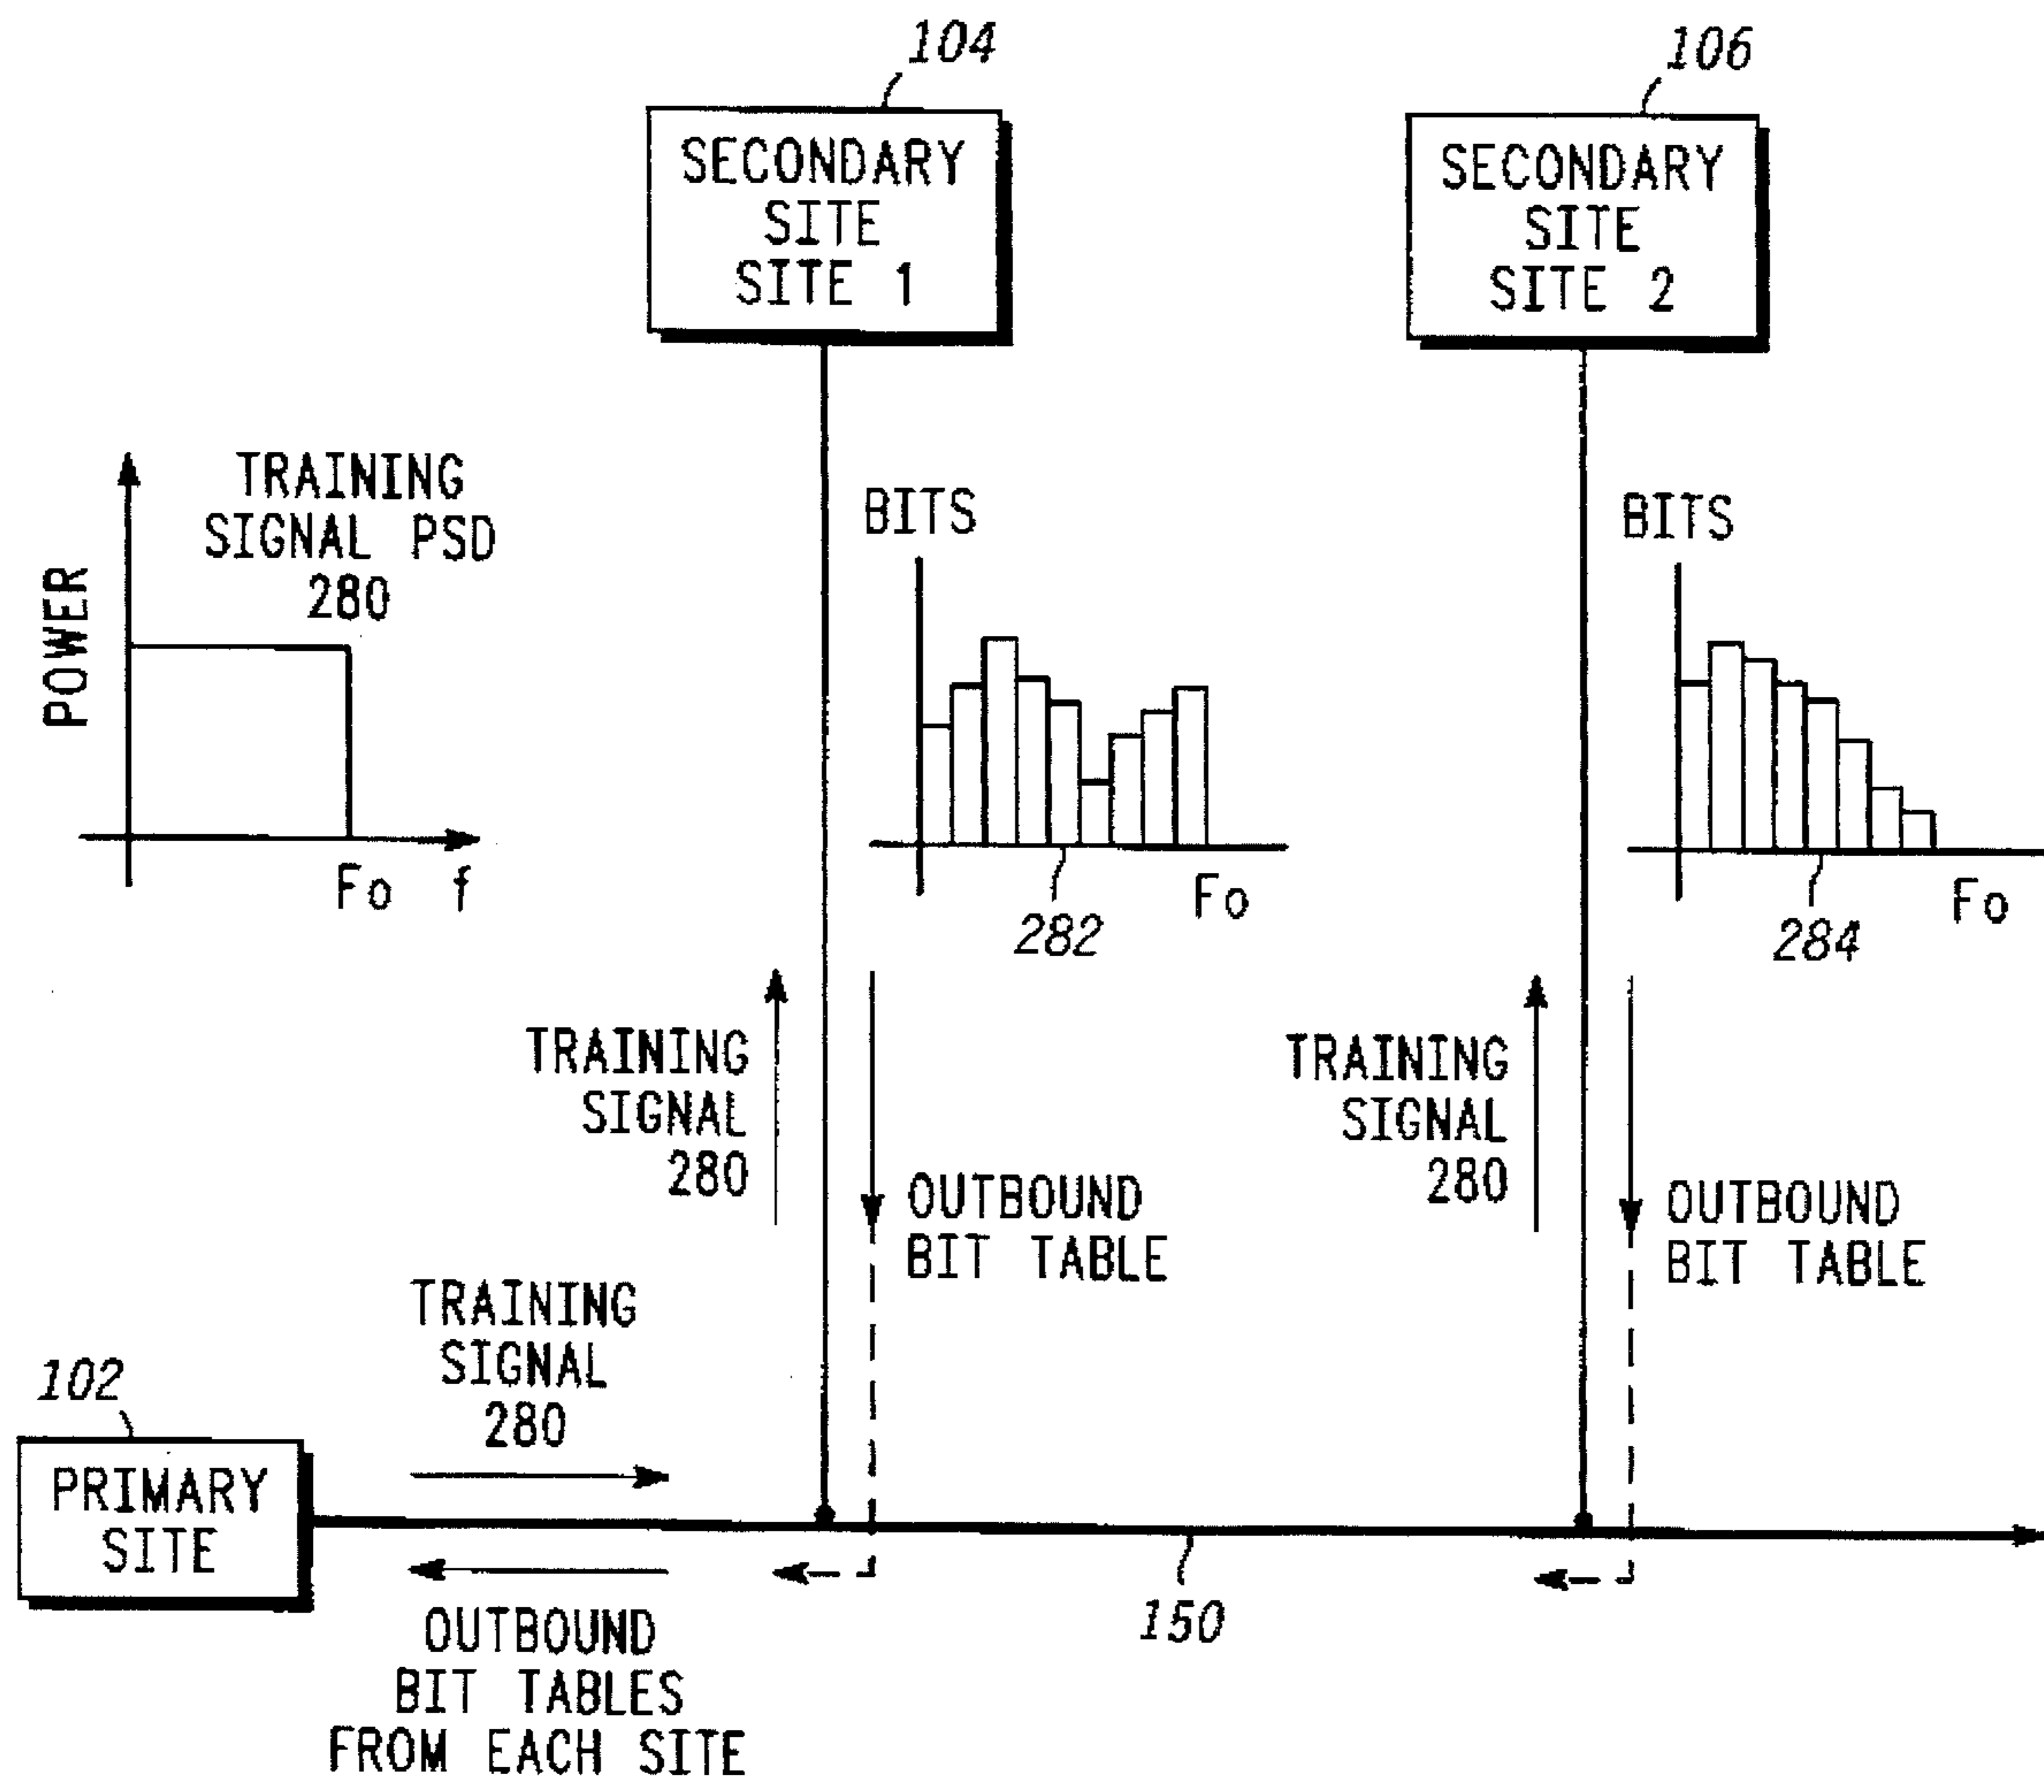 104
106
SECONDARY
SITE
SITE 1
SECONDARY
SITE
SITE 2
TRAINING
SIGNAL PSD
280
POWER
Fo
f
BITS
Fo
282
BITS
Fo
284
TRAINING
SIGNAL
280
OUTBOUND
BIT TABLE
TRAINING
SIGNAL
280
OUTBOUND
BIT TABLE
102
PRIMARY
SITE
TRAINING
SIGNAL
280
OUTBOUND
BIT TABLES
FROM EACH SITE
150